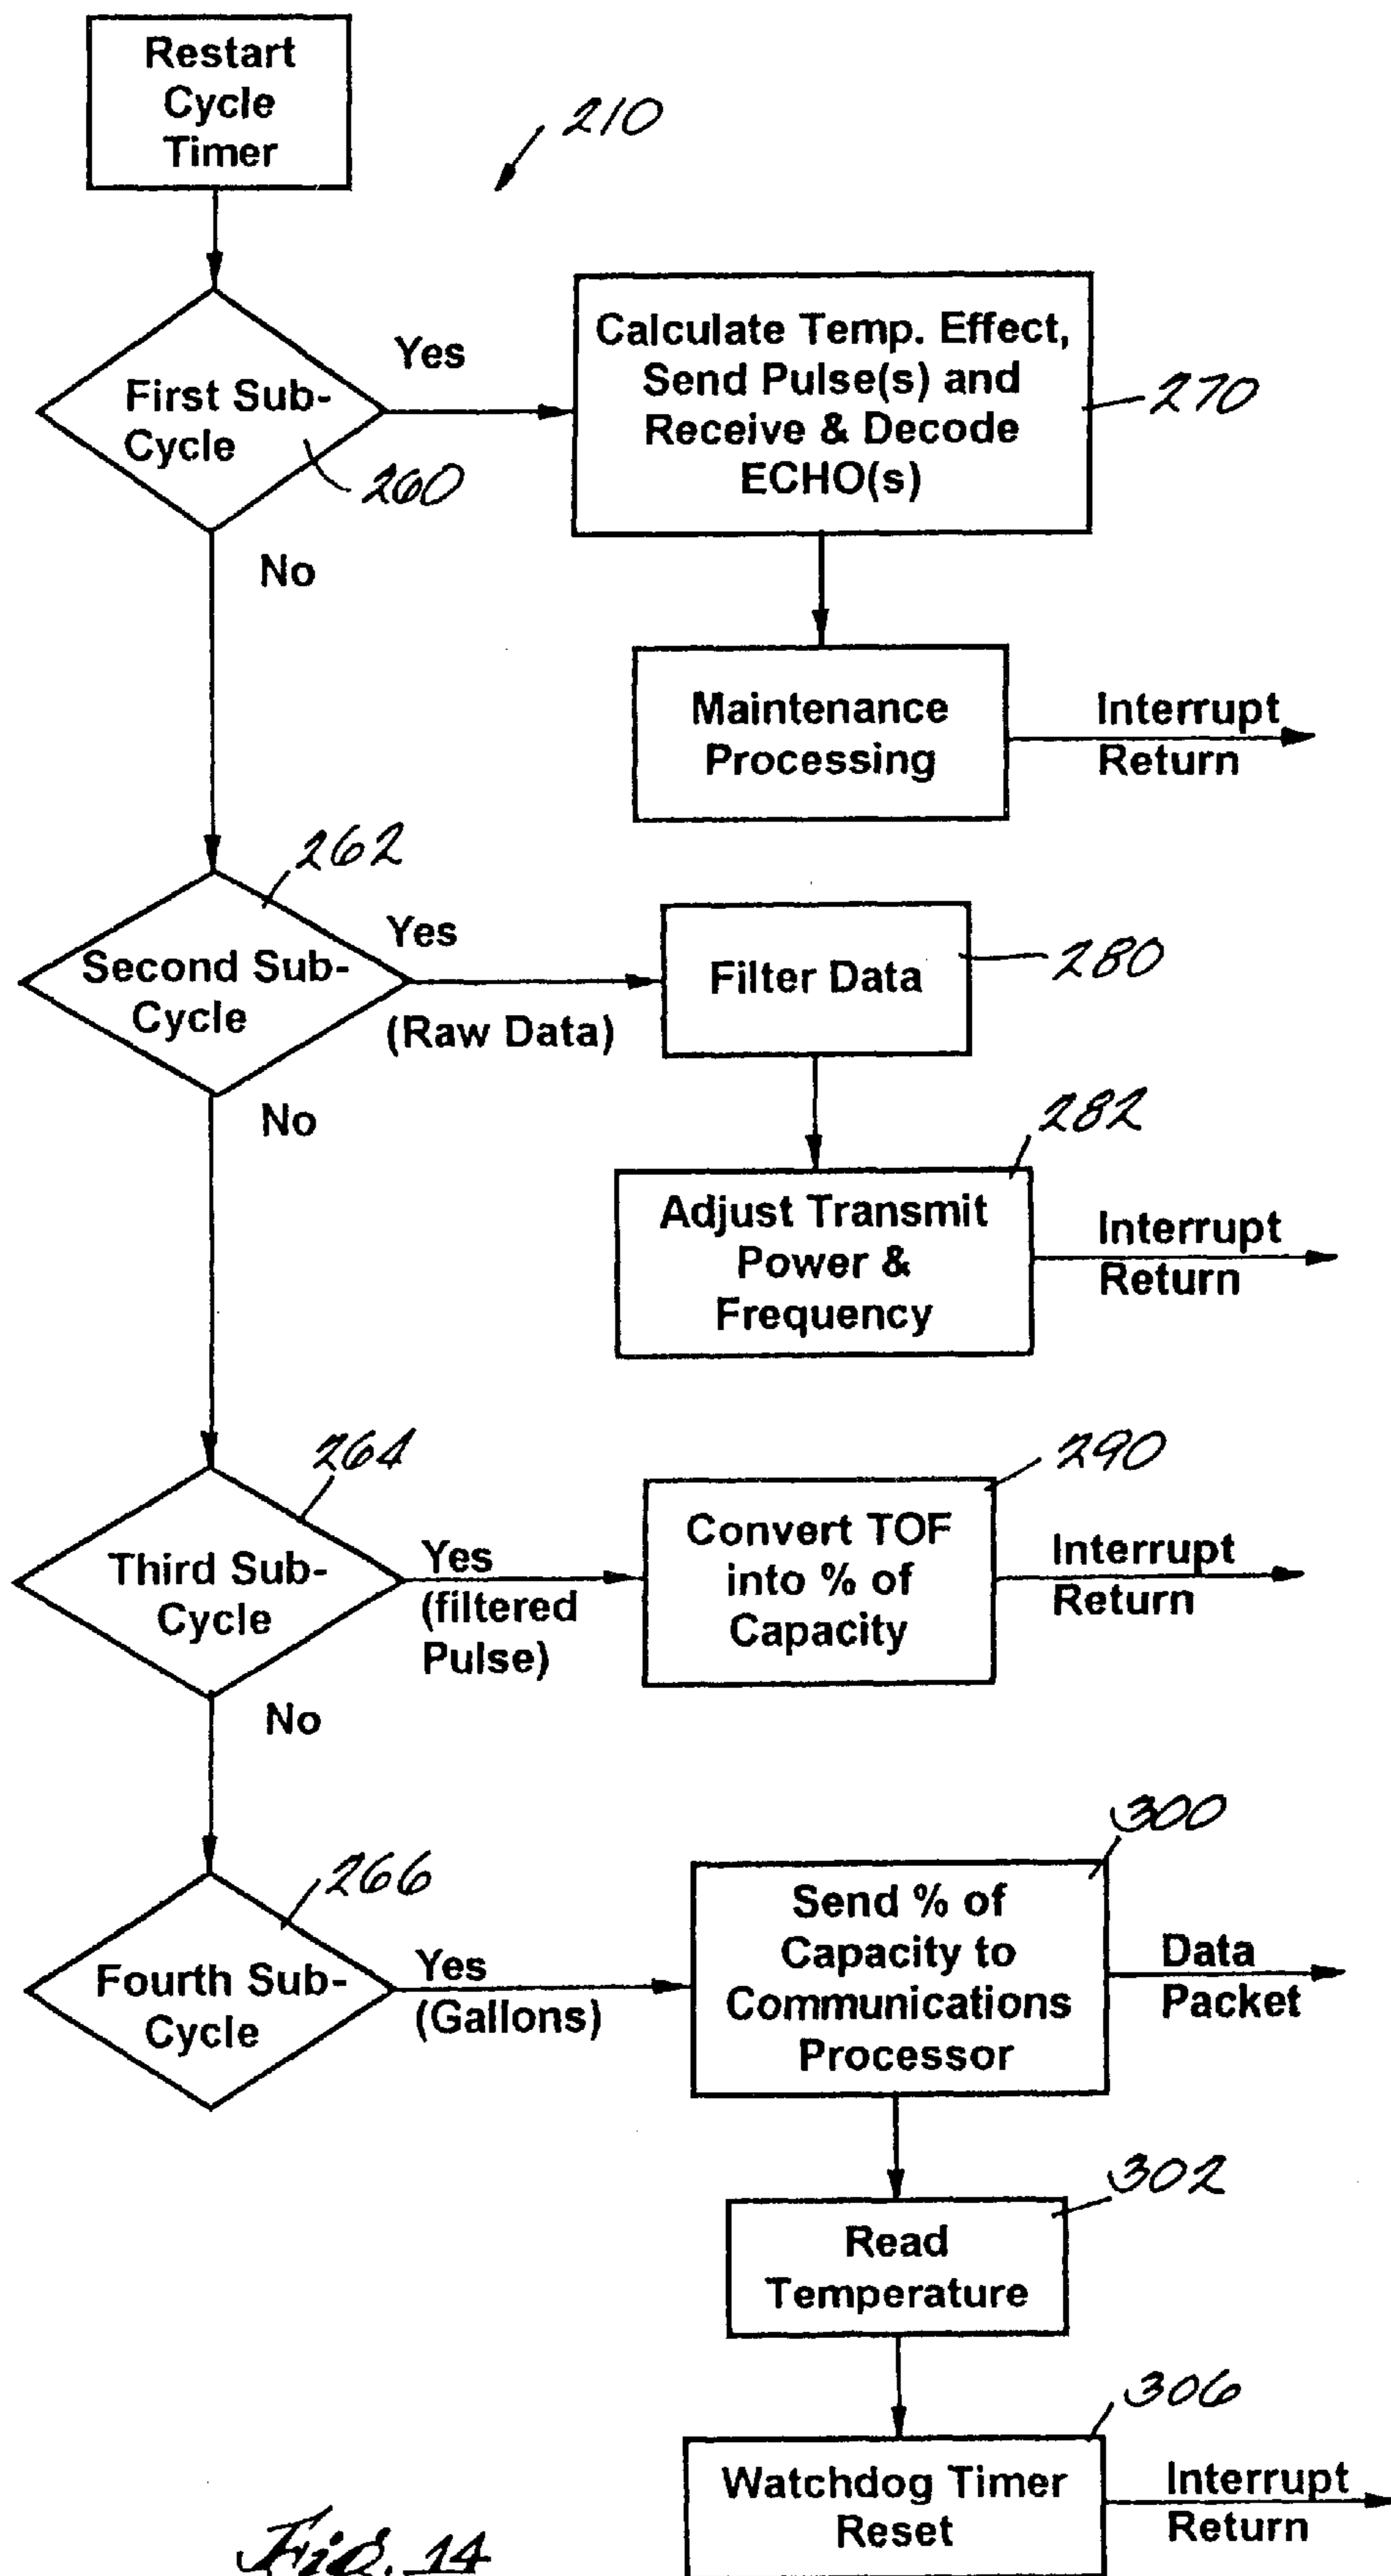 Restart
Cycle
Timer
210
First Sub-
Cycle
260
Yes
No
Calculate Temp. Effect,
Send Pulse(s) and
Receive & Decode
ECHO(s)
270
Maintenance
Processing
Interrupt
Return
262
Second Sub-
Cycle
Yes
(Raw Data)
No
Filter Data
280
282
Adjust Transmit
Power &
Frequency
Interrupt
Return
264
Third Sub-
Cycle
Yes
(filtered
Pulse)
No
290
Convert TOF
into % of
Capacity
Interrupt
Return
266
Fourth Sub-
Cycle
Yes
(Gallons)
300
Send % of
Capacity to
Communications
Processor
Data
Packet
302
Read
Temperature
306
Watchdog Timer
Reset
Interrupt
Return
Fig. 14